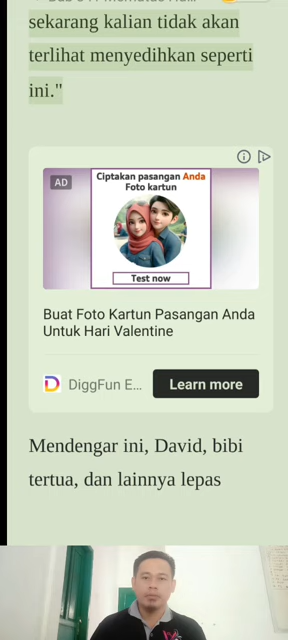 sekarang kalian tidak akan
terlihat menyedihkan seperti
ini."
AD
Ciptakan pasangan Anda
Foto kartun
Test now
Buat Foto Kartun Pasangan Anda
Untuk Hari Valentine
DiggFun E...
Learn more
Mendengar ini, David, bibi
tertua, dan lainnya lepas